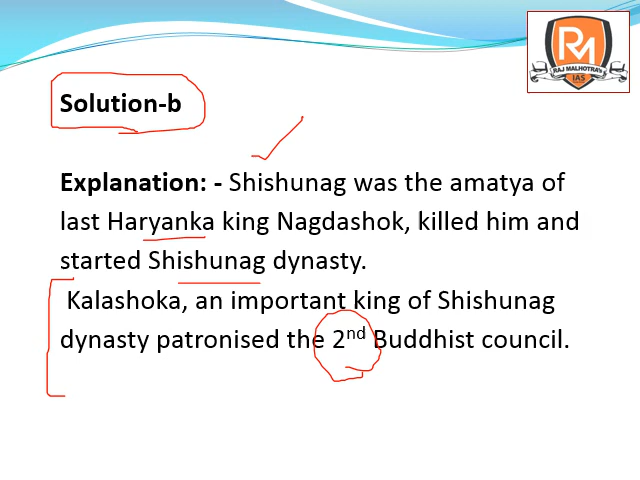 RM
RAJ MALHOTRA'S
IAS
Solution-b
Explanation: - Shishunag was the amatya of
last Haryanka king Nagdashok, killed him and
started Shishunag dynasty.
Kalashoka, an important king of Shishunag
dynasty patronised the 2nd Buddhist council.